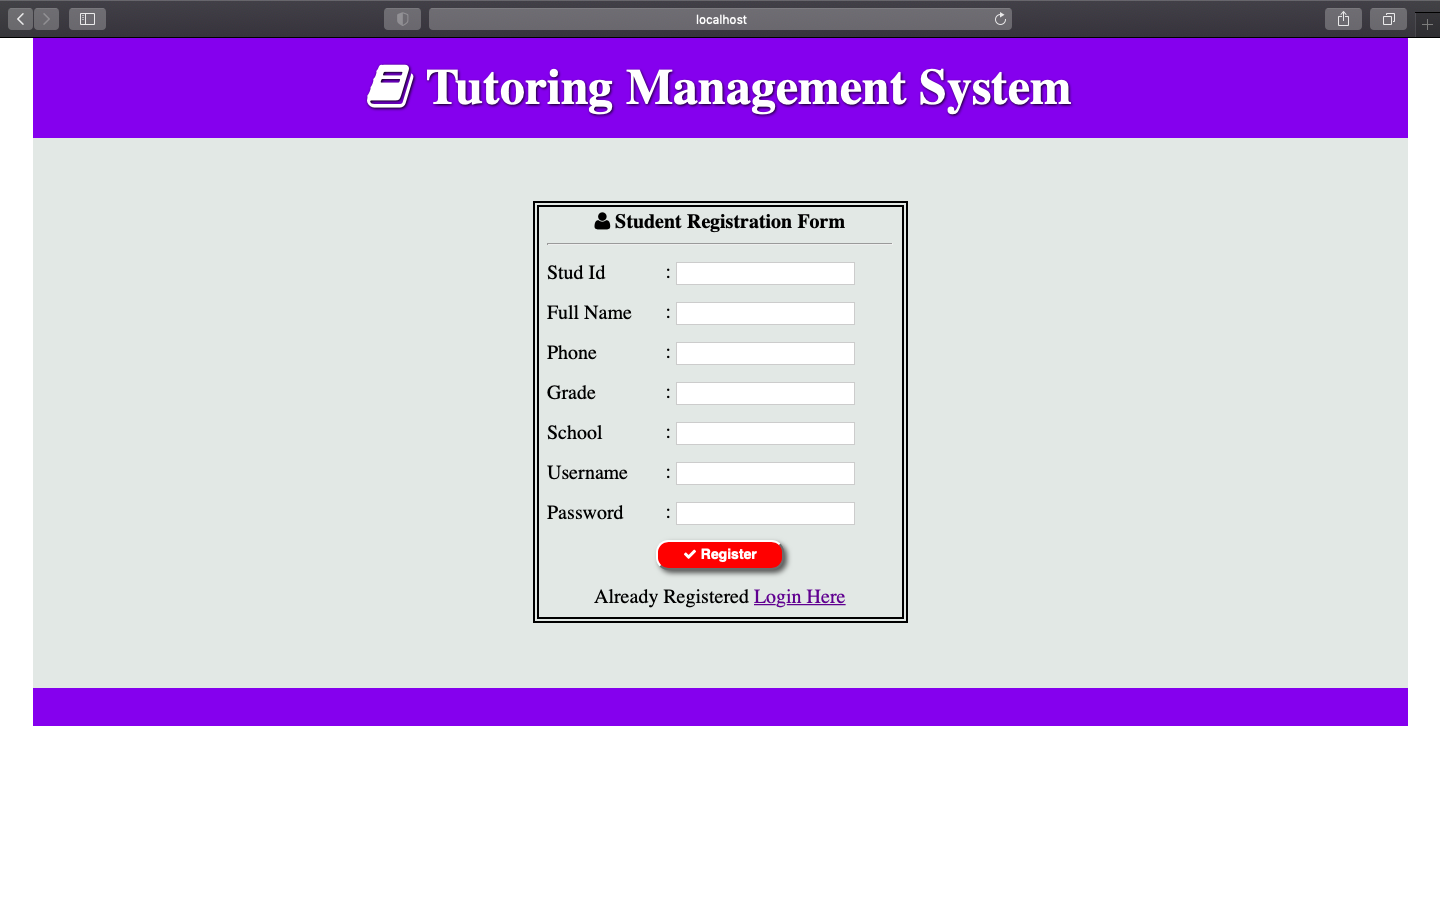 localhost
Tutoring Management System
Student Registration Form
Stud Id :
Full Name :
Phone :
Grade :
School :
Username :
Password :
Register
Already Registered Login Here